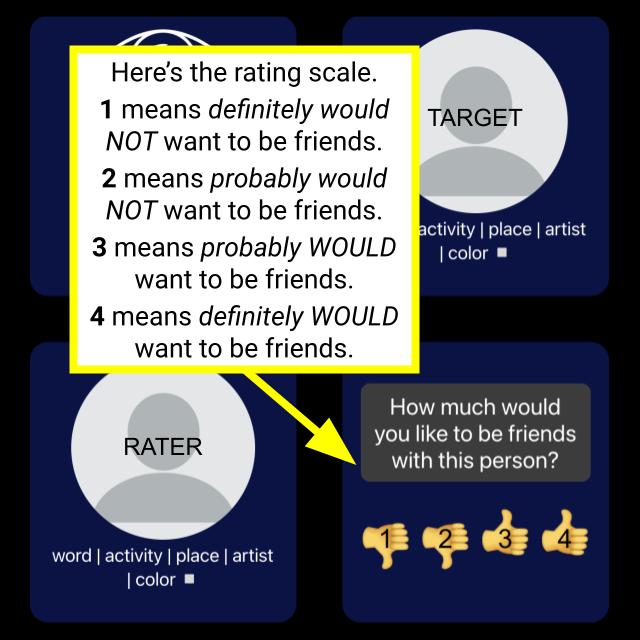 Here's the rating scale.
1 means definitely would
NOT want to be friends.
2 means probably would
NOT want to be friends.
3 means probably WOULD
want to be friends.
4 means definitely WOULD
want to be friends.
TARGET
activity | place | artist
| color
RATER
word | activity | place | artist
| color
How much would
you like to be friends
with this person?
1 2 3 4